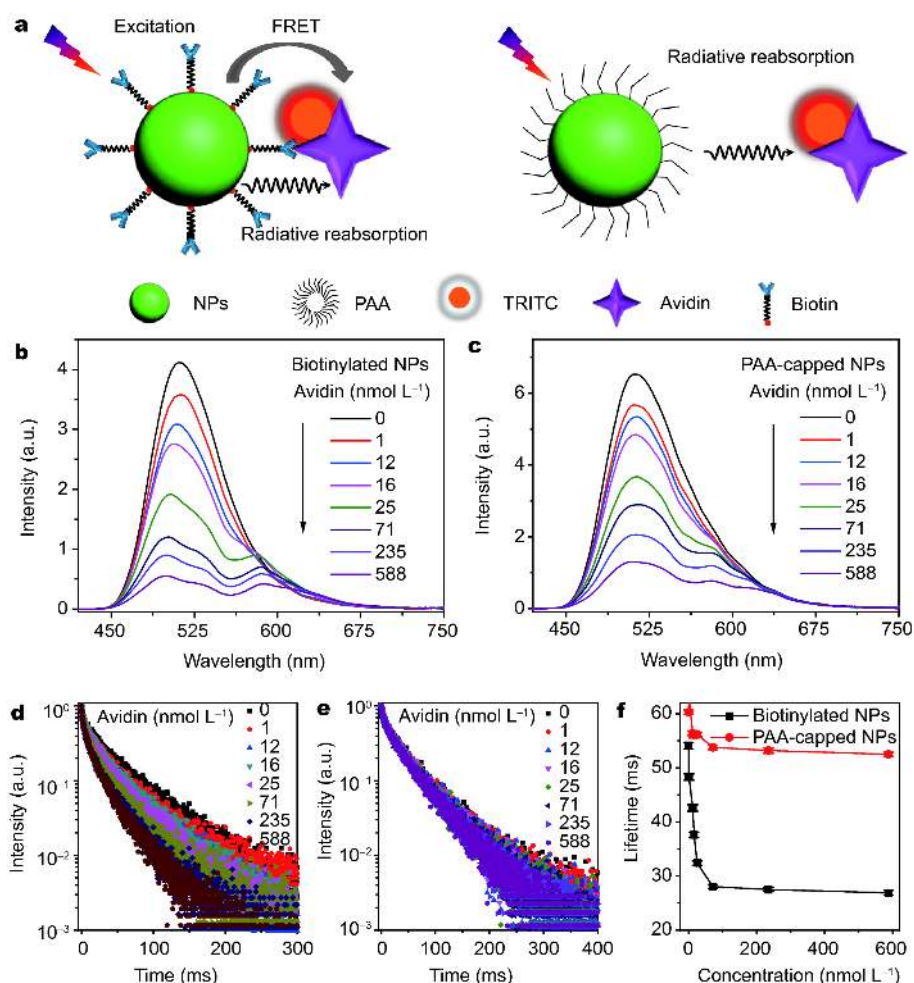 a
Excitation
FRET
Radiative reabsorption
Radiative reabsorption
NPs
PAA
TRITC
Avidin
Biotin
b
Biotinylated NPs
Avidin (nmol L⁻¹)
0
1
12
16
25
71
235
588
4
3
2
1
0
Intensity (a.u.)
450
525
600
675
750
Wavelength (nm)
c
PAA-capped NPs
Avidin (nmol L⁻¹)
0
1
12
16
25
71
235
588
6
4
2
0
Intensity (a.u.)
450
525
600
675
750
Wavelength (nm)
d
Avidin (nmol L⁻¹)
0
1
12
16
25
71
235
588
10⁰
10⁻¹
10⁻²
10⁻³
Intensity (a.u.)
0
100
200
300
Time (ms)
e
Avidin (nmol L⁻¹)
0
1
12
16
25
71
235
588
10⁰
10⁻¹
10⁻²
10⁻³
Intensity (a.u.)
0
100
200
300
400
Time (ms)
f
Biotinylated NPs
PAA-capped NPs
60
50
40
30
20
Lifetime (ms)
0
100
200
300
400
500
600
Concentration (nmol L⁻¹)